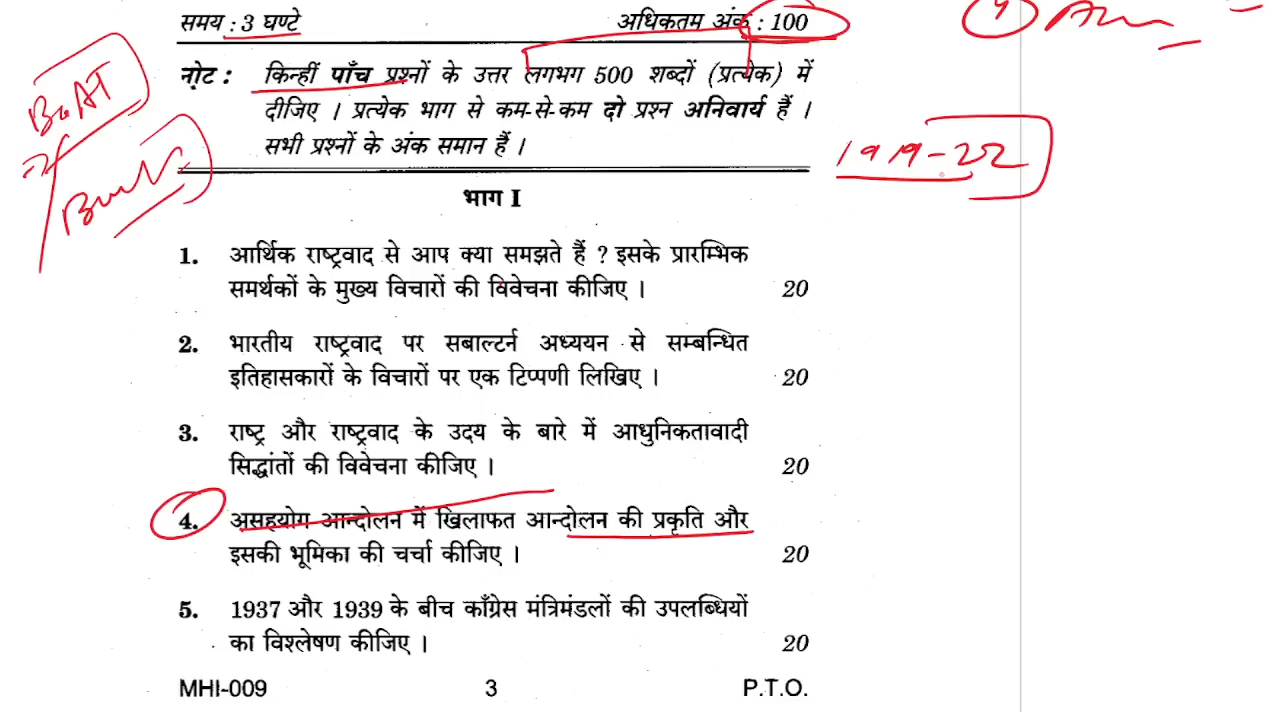 समय : 3 घण्टे अधिकतम अंक : 100
नोट : किन्हीं पाँच प्रश्नों के उत्तर लगभग 500 शब्दों (प्रत्येक) में
दीजिए । प्रत्येक भाग से कम-से-कम दो प्रश्न अनिवार्य हैं ।
सभी प्रश्नों के अंक समान हैं ।
1919-22
भाग I
1. आर्थिक राष्ट्रवाद से आप क्या समझते हैं ? इसके प्रारम्भिक
समर्थकों के मुख्य विचारों की विवेचना कीजिए । 20
2. भारतीय राष्ट्रवाद पर सबाल्टर्न अध्ययन से सम्बन्धित
इतिहासकारों के विचारों पर एक टिप्पणी लिखिए । 20
3. राष्ट्र और राष्ट्रवाद के उदय के बारे में आधुनिकतावादी
सिद्धांतों की विवेचना कीजिए । 20
4. असहयोग आन्दोलन में खिलाफत आन्दोलन की प्रकृति और
इसकी भूमिका की चर्चा कीजिए । 20
5. 1937 और 1939 के बीच काँग्रेस मंत्रिमंडलों की उपलब्धियों
का विश्लेषण कीजिए । 20
MHI-009 3 P.T.O.